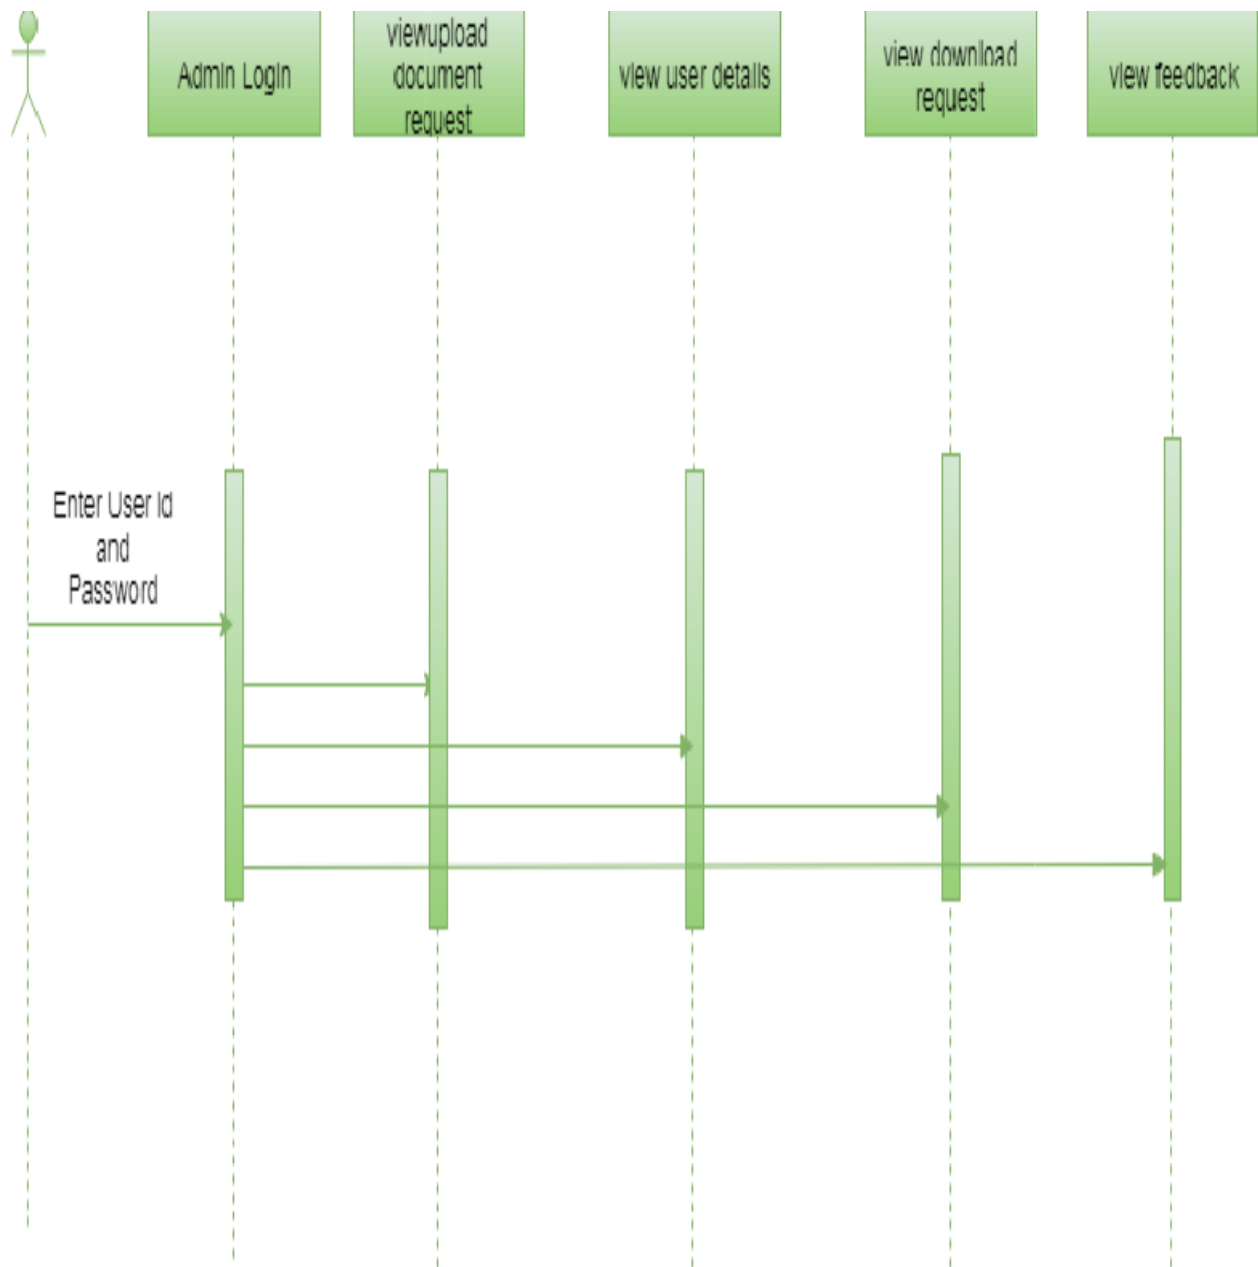 Admin Login
viewupload
document
request
view user details
view download
request
view feedback
Enter User Id
and
Password